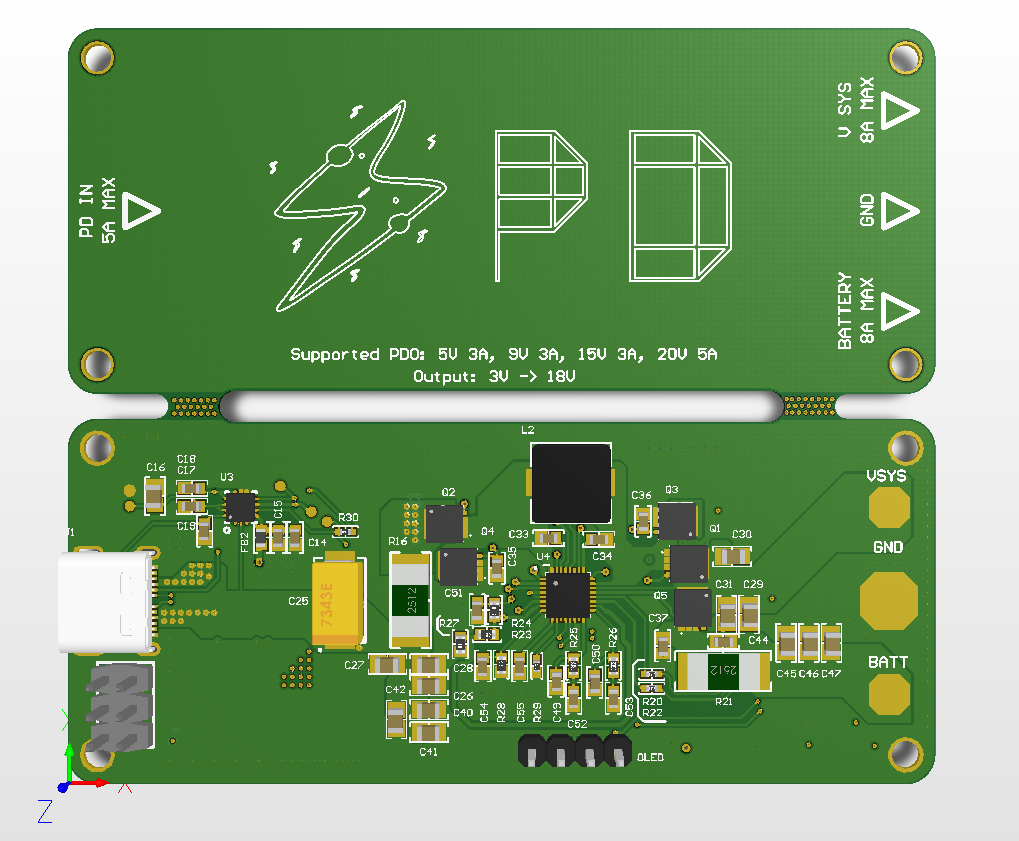 V SYS
8A MAX
PD IN
5A MAX
PD
GND
BATTERY
8A MAX
Supported PDO: 5V 3A, 9V 3A, 15V 3A, 20V 5A
Output: 3V -> 18V
L2
C16
C18
C17
U3
C19
FB2
C15
C14
R30
J1
Q2
Q4
C33
C34
C36
Q3
Q1
C30
VSYS
R16
C35
U4
C51
Q5
C31
C29
GND
C25
7343E
2512
R27
R24
R23
R25
R26
C37
C44
C27
C28
C50
2512
C45
C46
C47
BATT
C42
C26
C40
C41
C54
R28
C55
R29
C49
C52
C53
R20
R22
R21
OLED
Z
X
Y